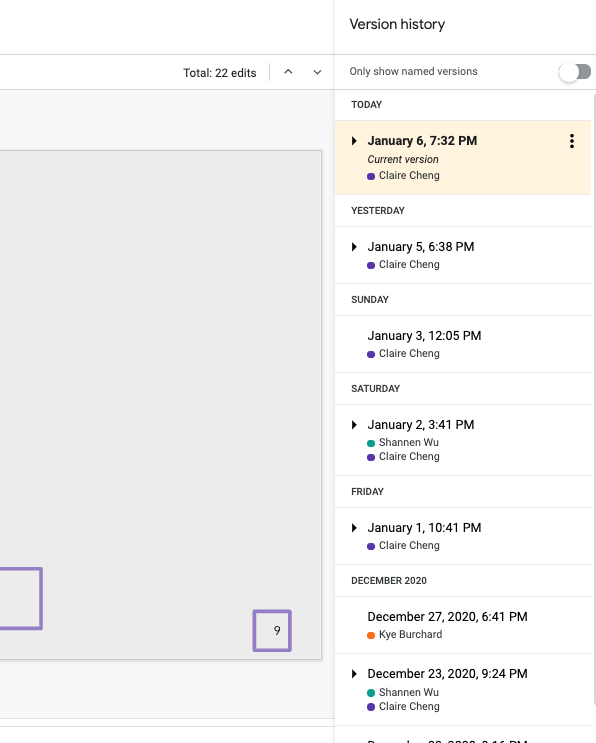 Version history
Total: 22 edits
Only show named versions
TODAY
January 6, 7:32 PM
Current version
Claire Cheng
YESTERDAY
January 5, 6:38 PM
Claire Cheng
SUNDAY
January 3, 12:05 PM
Claire Cheng
SATURDAY
January 2, 3:41 PM
Shannen Wu
Claire Cheng
FRIDAY
January 1, 10:41 PM
Claire Cheng
DECEMBER 2020
December 27, 2020, 6:41 PM
Kye Burchard
9
December 23, 2020, 9:24 PM
Shannen Wu
Claire Cheng